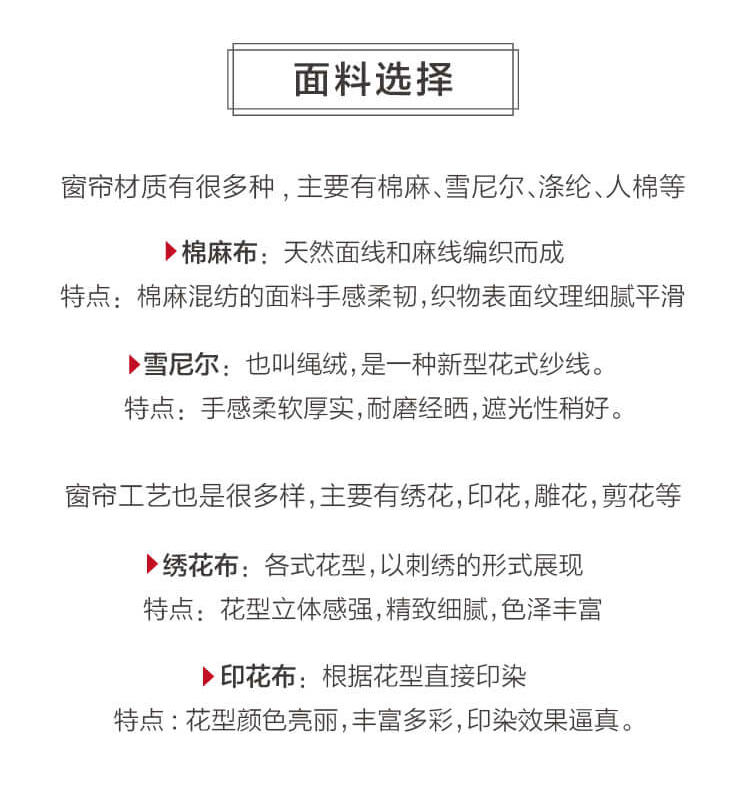 面料选择
窗帘材质有很多种，主要有棉麻、雪尼尔、涤纶、人棉等
棉麻布：天然面线和麻线编织而成
特点：棉麻混纺的面料手感柔韧，织物表面纹理细腻平滑
雪尼尔：也叫绳绒，是一种新型花式纱线。
特点：手感柔软厚实，耐磨经晒，遮光性稍好。
窗帘工艺也是很多样，主要有绣花，印花，雕花，剪花等
绣花布：各式花型，以刺绣的形式展现
特点：花型立体感强，精致细腻，色泽丰富
印花布：根据花型直接印染
特点：花型颜色亮丽，丰富多彩，印染效果逼真。